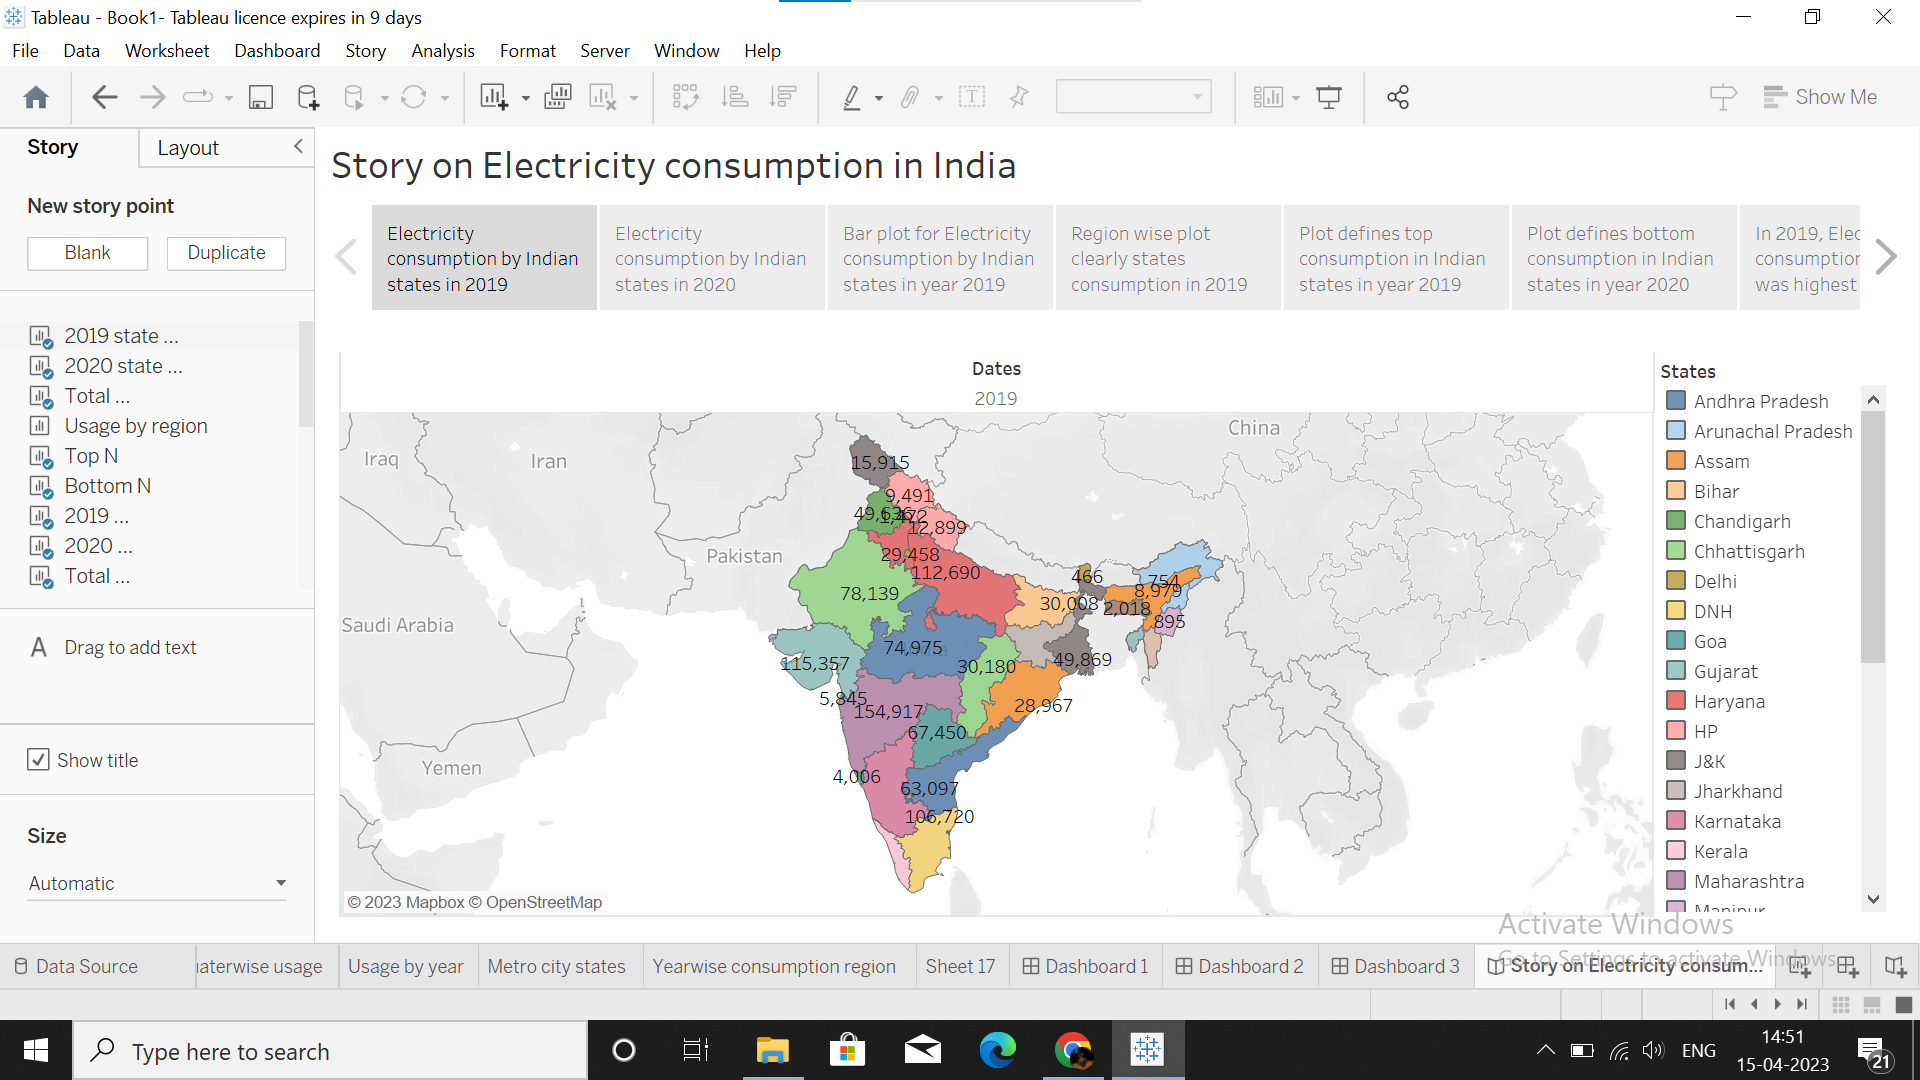 Tableau - Book1- Tableau licence expires in 9 days
File Data Worksheet Dashboard Story Analysis Format Server Window Help
Show Me
Story Layout
Story on Electricity consumption in India
New story point
Blank Duplicate
Electricity
consumption by Indian
states in 2019
Electricity
consumption by Indian
states in 2020
Bar plot for Electricity
consumption by Indian
states in year 2019
Region wise plot
clearly states
consumption in 2019
Plot defines top
consumption in Indian
states in year 2019
Plot defines bottom
consumption in Indian
states in year 2020
In 2019, Elec
consumption
was highest
2019 state ...
2020 state ...
Total ...
Usage by region
Top N
Bottom N
2019 ...
2020 ...
Total ...
A Drag to add text
Show title
Size
Automatic
Dates
2019
Iraq
Iran
China
Pakistan
Saudi Arabia
Yemen
15,915
9,491
49,636
1,472
12,899
29,458
112,690
78,139
466
754
8,979
30,008
2,018
895
74,975
115,357
30,180
49,869
5,845
154,917
28,967
67,450
4,006
63,097
106,720
© 2023 Mapbox © OpenStreetMap
States
Andhra Pradesh
Arunachal Pradesh
Assam
Bihar
Chandigarh
Chhattisgarh
Delhi
DNH
Goa
Gujarat
Haryana
HP
J&K
Jharkhand
Karnataka
Kerala
Maharashtra
Manipur
Activate Windows
Go to Settings to activate Windows
Data Source
uaterwise usage
Usage by year
Metro city states
Yearwise consumption region
Sheet 17
Dashboard 1
Dashboard 2
Dashboard 3
Story on Electricity consum...
Type here to search
ENG
14:51
15-04-2023
21